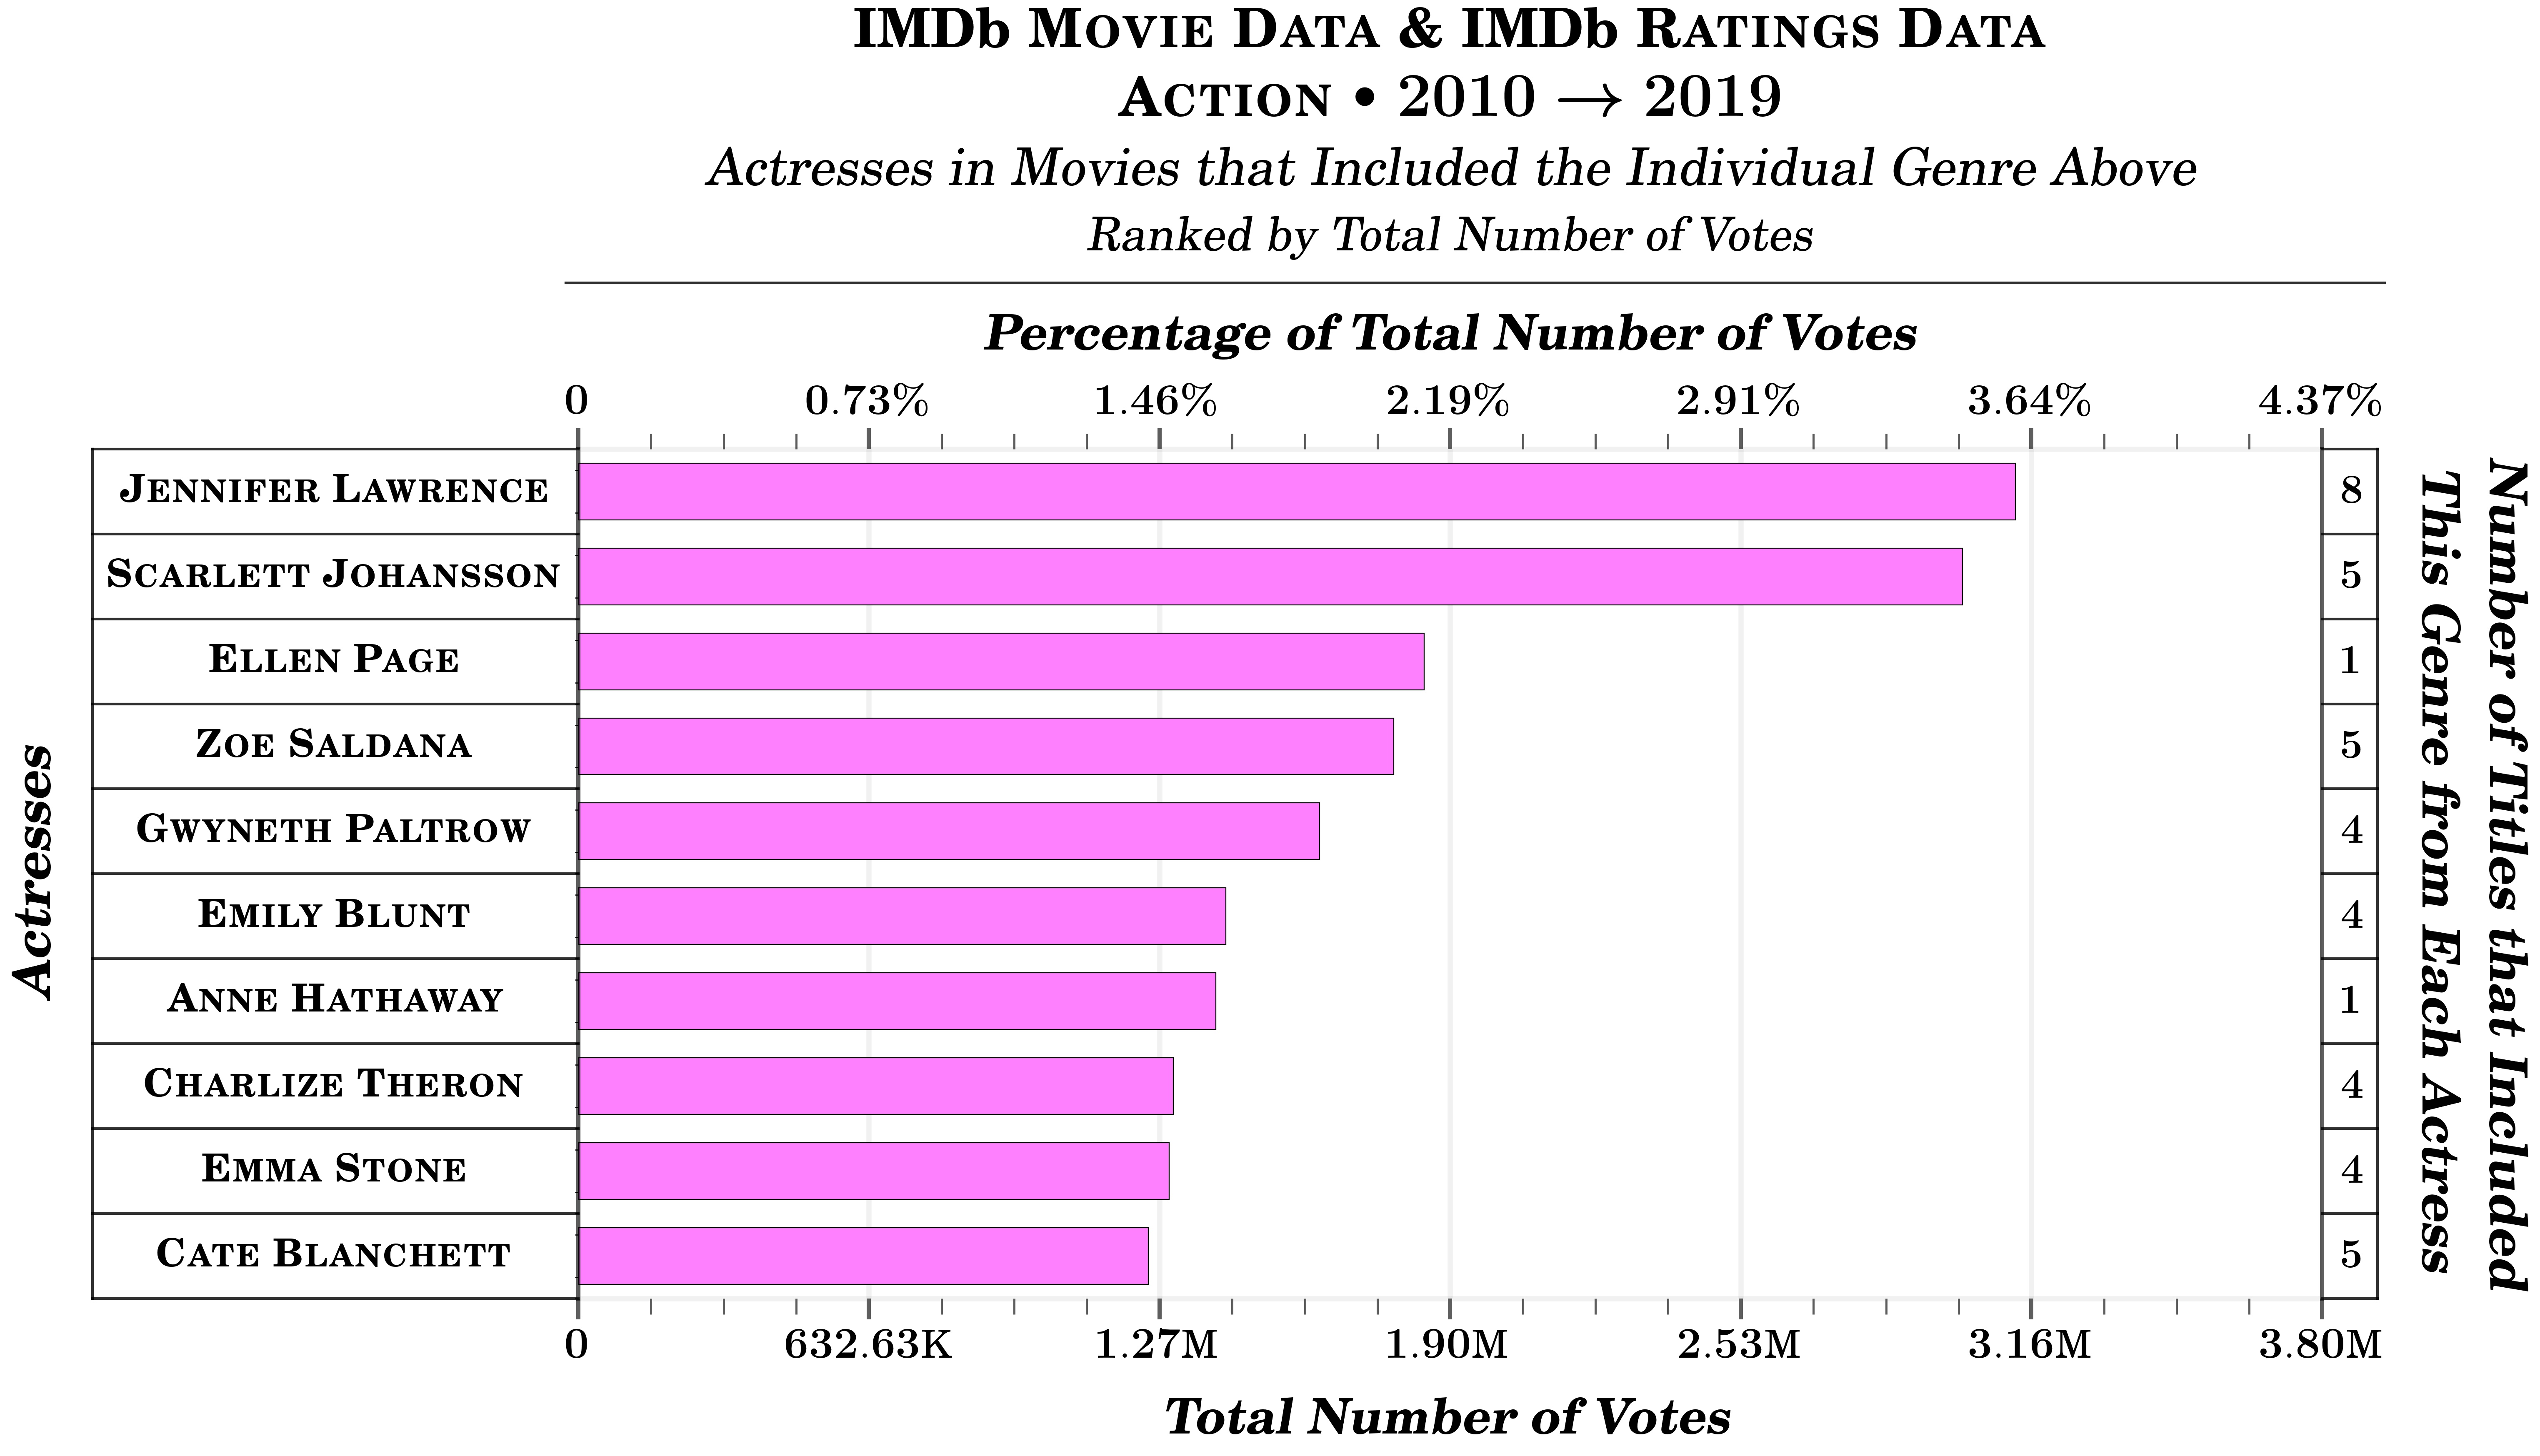 IMDb Movie Data & IMDb Ratings Data
Action • 2010 → 2019
Actresses in Movies that Included the Individual Genre Above
Ranked by Total Number of Votes
Percentage of Total Number of Votes
0 0.73% 1.46% 2.19% 2.91% 3.64% 4.37%
Actresses
Jennifer Lawrence 8
Scarlett Johansson 5
Ellen Page 1
Zoe Saldana 5
Gwyneth Paltrow 4
Emily Blunt 4
Anne Hathaway 1
Charlize Theron 4
Emma Stone 4
Cate Blanchett 5
Number of Titles that Included
This Genre from Each Actress
0 632.63K 1.27M 1.90M 2.53M 3.16M 3.80M
Total Number of Votes